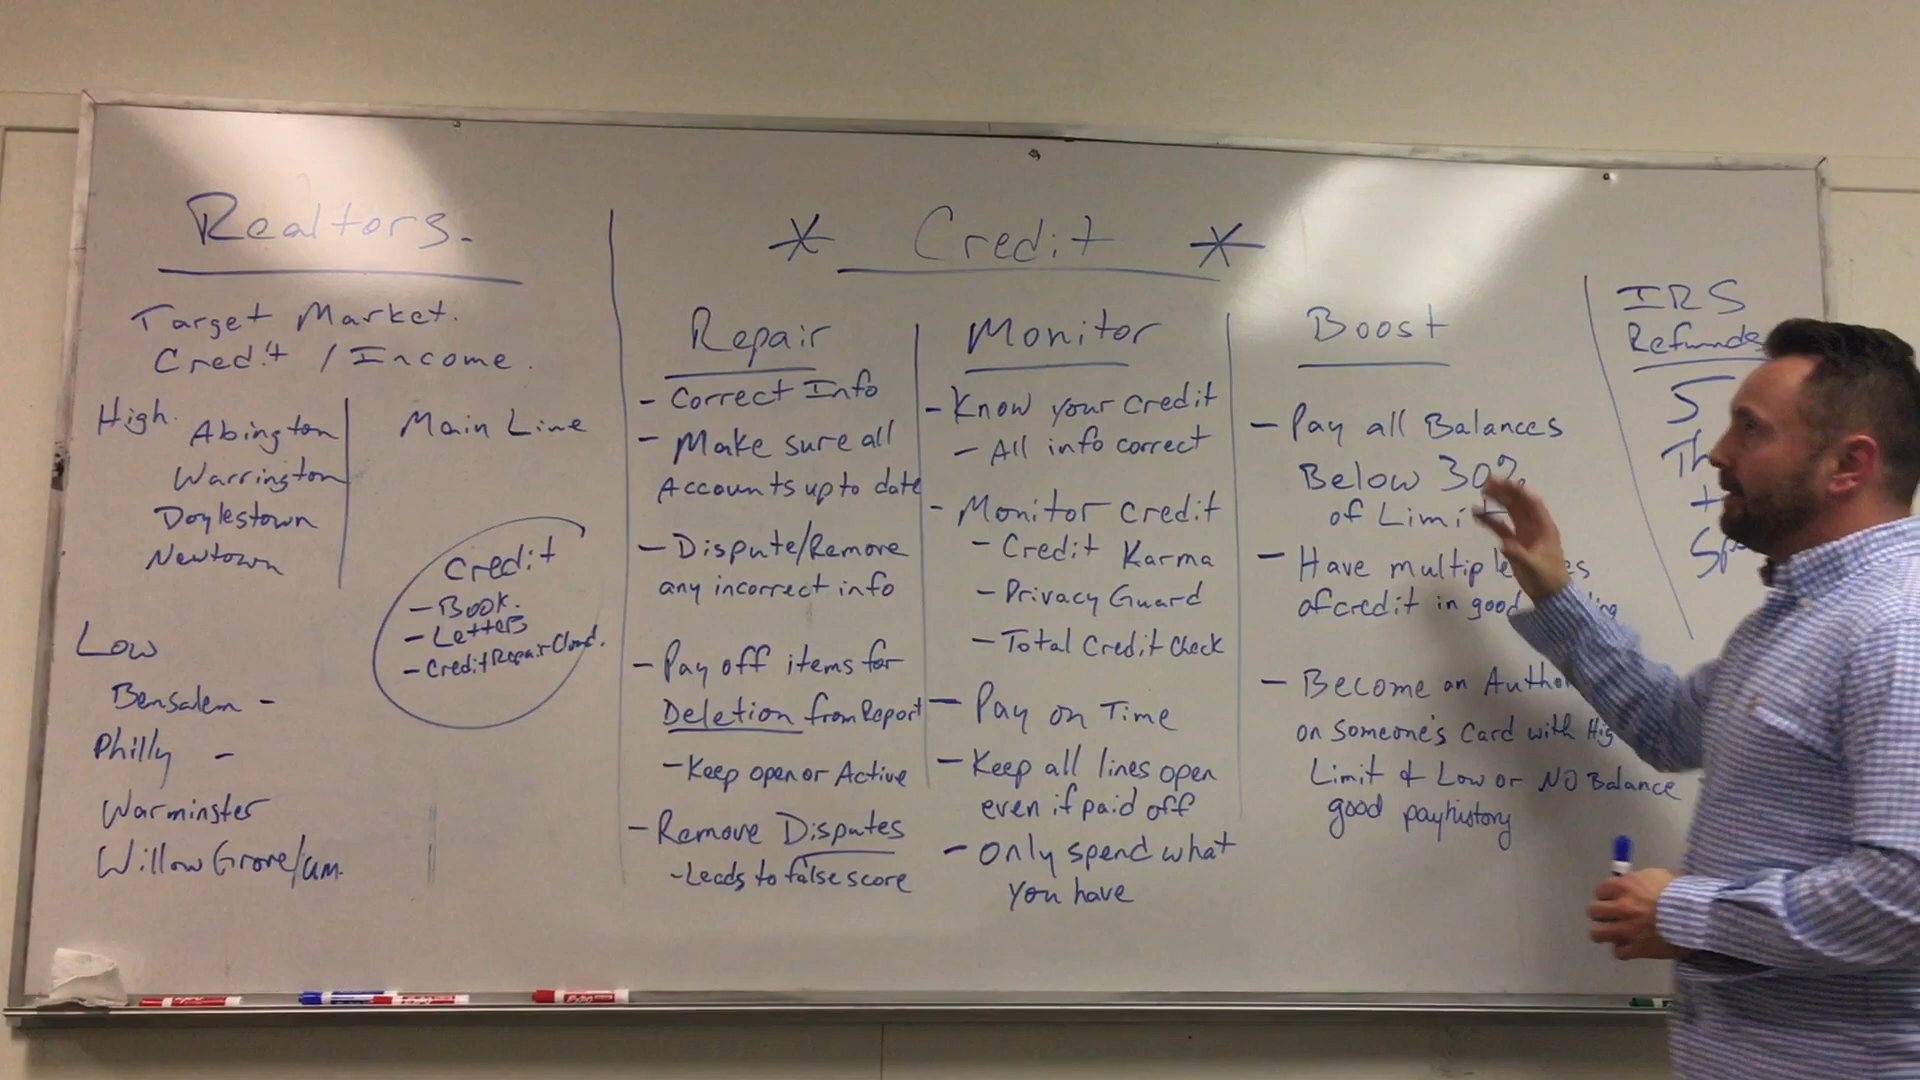 Realtors.
Target Market.
Credit / Income.
High.
Abington
Warrington
Doylestown
Newtown
Main Line
Credit
- Book.
- Letters
- Credit Repair Cloud.
Low
Bensalem -
Philly -
Warminster
Willow Grove/
* Credit *
Repair
- Correct Info
- Make sure all
Accounts up to date
- Dispute/Remove
any incorrect info
- Pay off items for
Deletion from Report
- Keep open or Active
- Remove Disputes
- Leads to false score
Monitor
- Know your credit
- All info correct
- Monitor credit
- Credit Karma
- Privacy Guard
- Total Credit Check
- Pay on Time
- Keep all lines open
even if paid off
- Only spend what
you have
Boost
- Pay all Balances
Below 30%
of Limit
- Have multiple
of credit in good
- Become an
on someone's Card with
Limit & Low or NO Balance
good pay history
IRS
Refunds